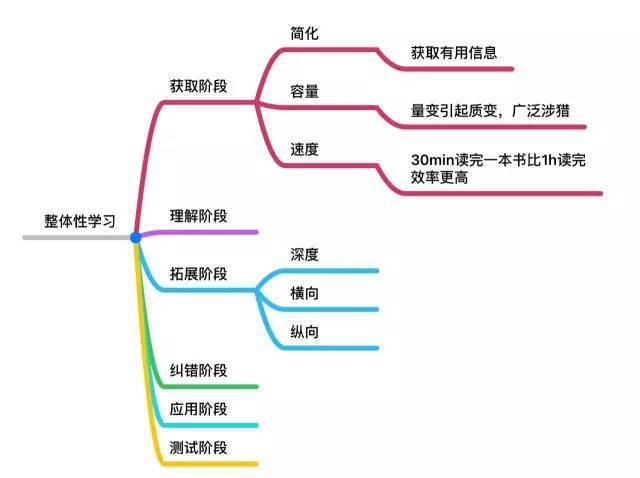 整体性学习
获取阶段
简化
获取有用信息
容量
量变引起质变，广泛涉猎
速度
30min读完一本书比1h读完
效率更高
理解阶段
拓展阶段
深度
横向
纵向
纠错阶段
应用阶段
测试阶段